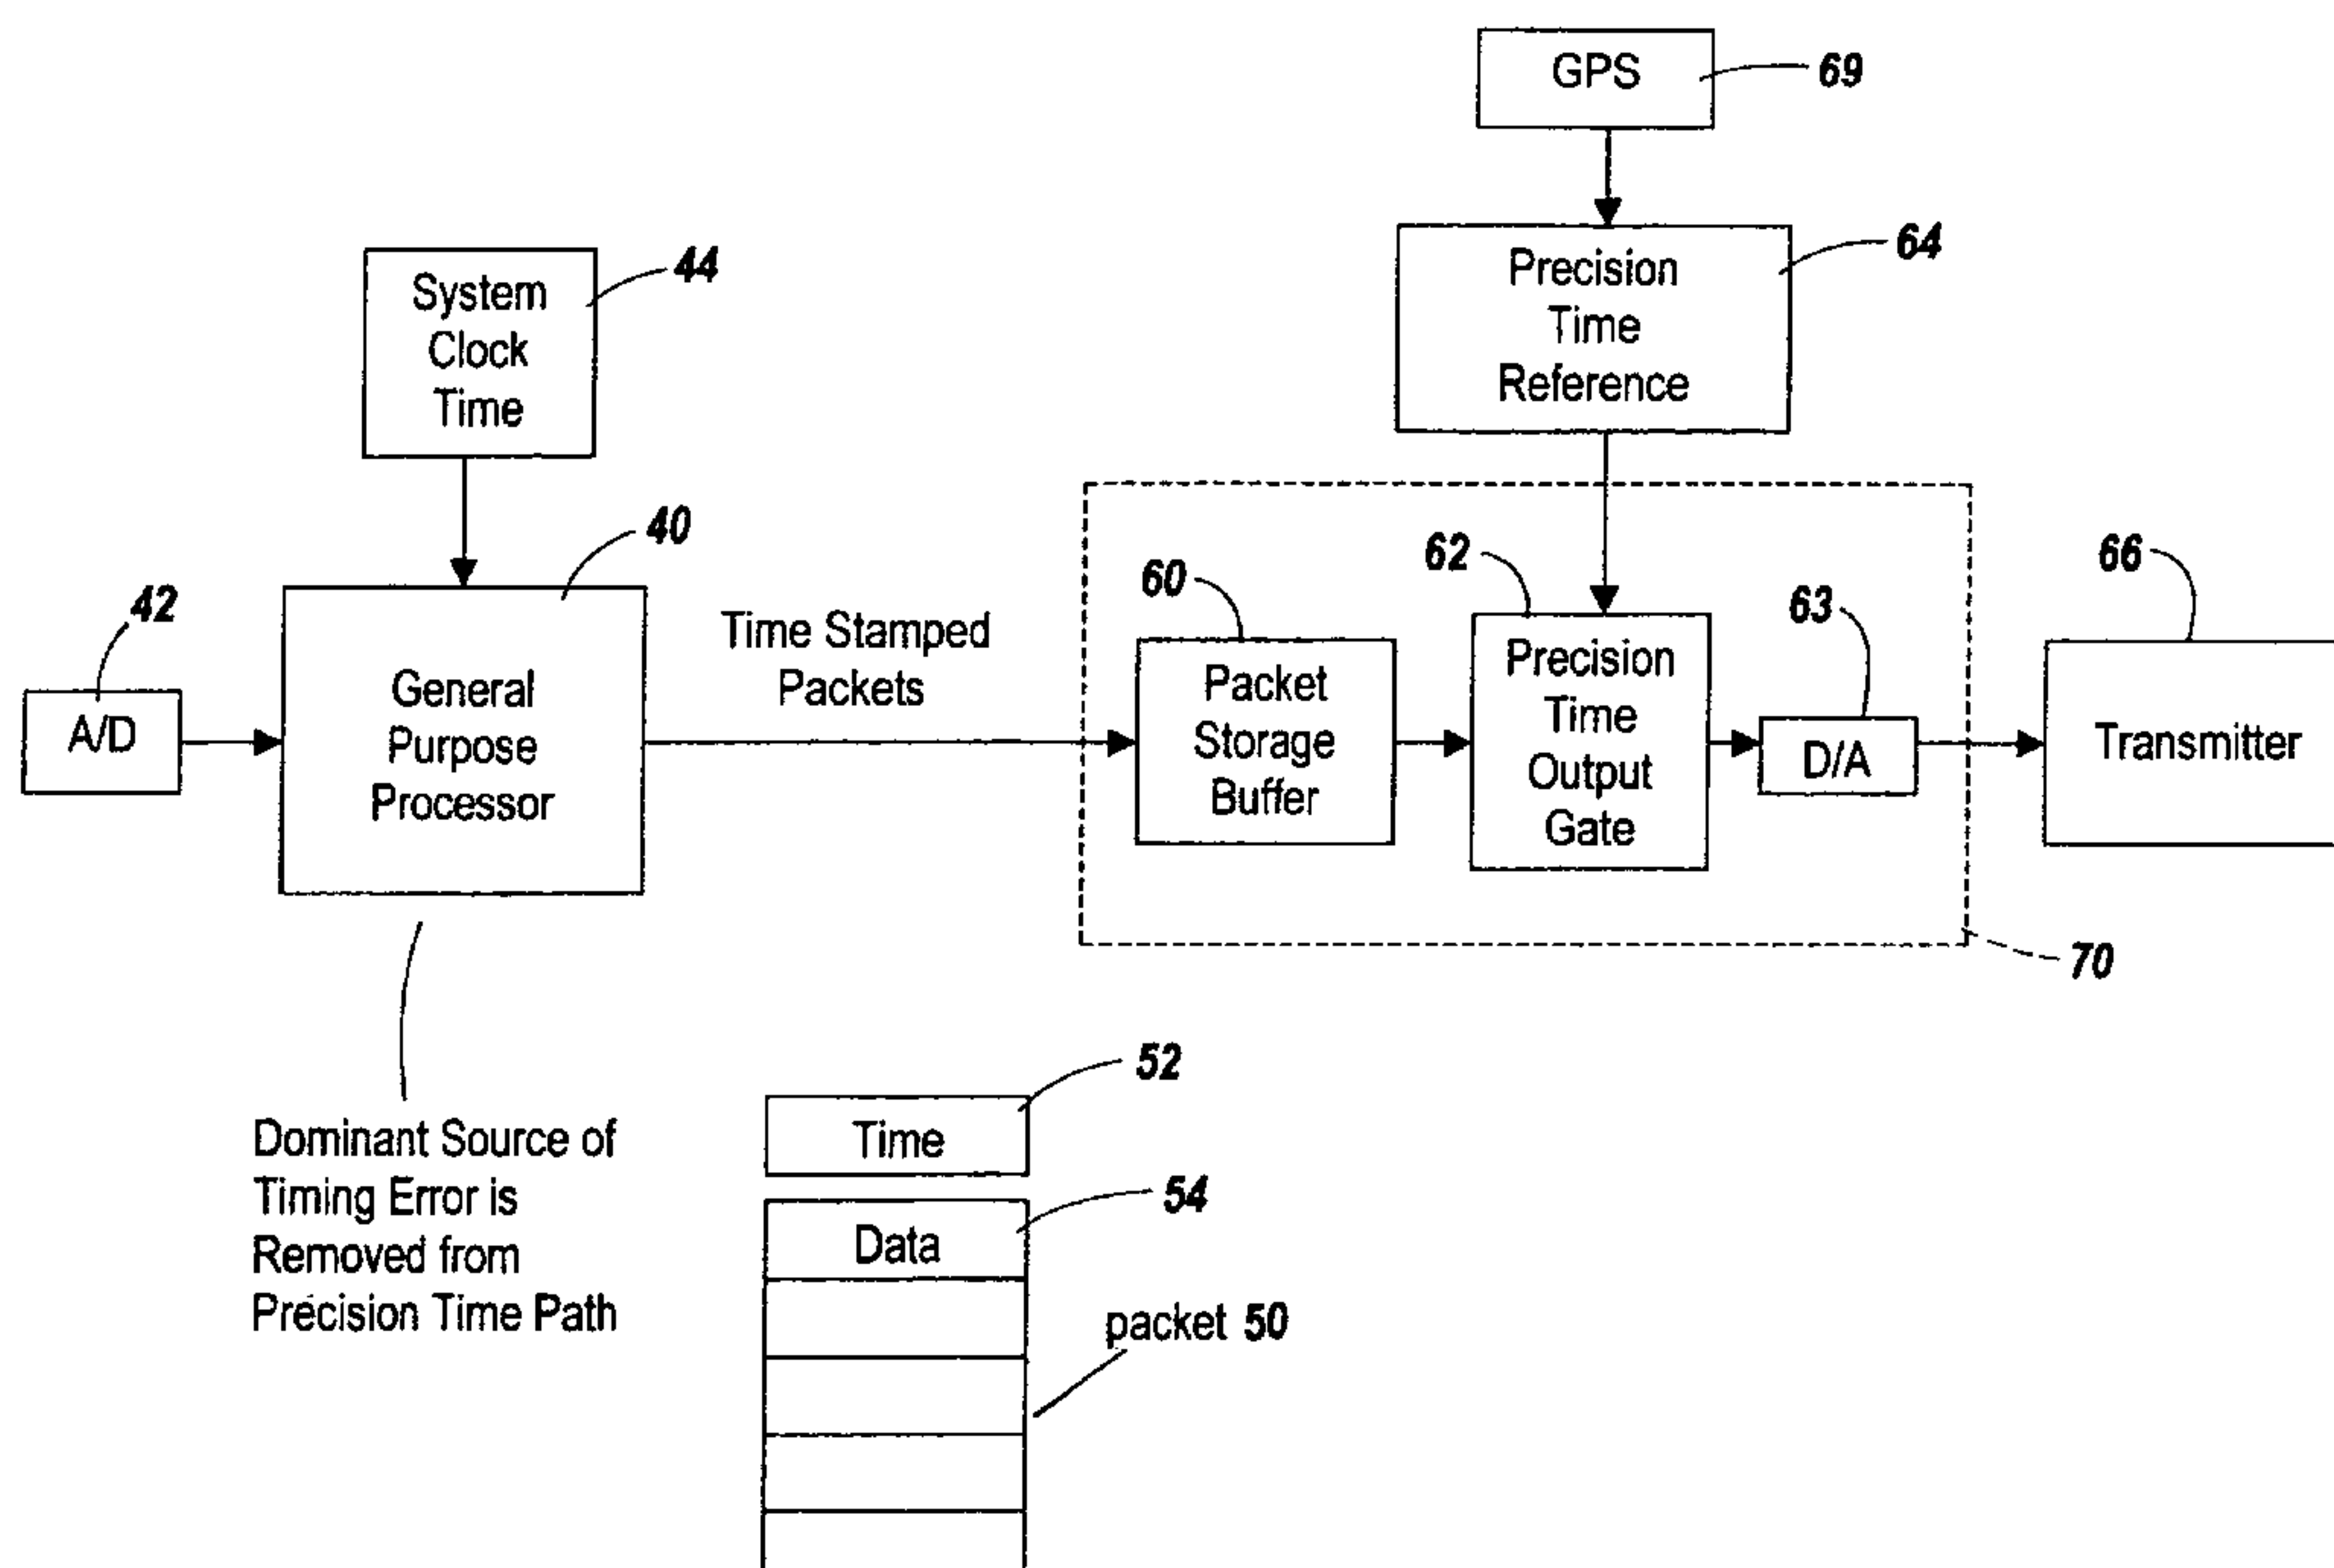 GPS
69
Precision
Time
Reference
64
System
Clock
Time
44
40
42
A/D
General
Purpose
Processor
Time Stamped
Packets
60
Packet
Storage
Buffer
62
Precision
Time
Output
Gate
63
D/A
66
Transmitter
70
Dominant Source of
Timing Error is
Removed from
Precision Time Path
52
Time
54
Data
packet 50